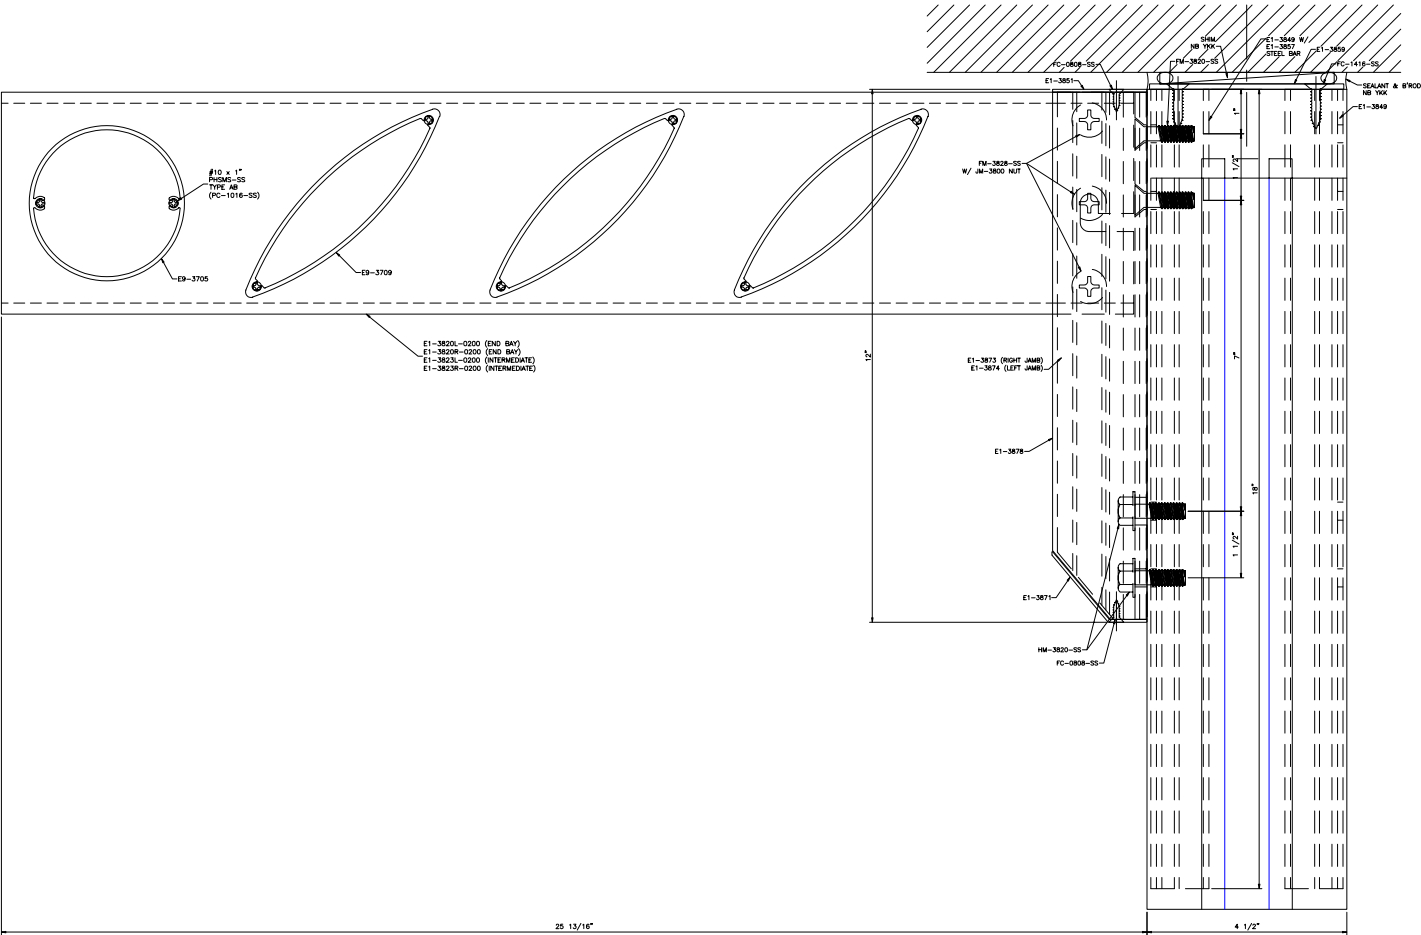 SHIM
NB YKK
E1-3849 W/
E1-3857
STEEL BAR
E1-3859
FM-3820-SS
FC-1416-SS
FC-0808-SS
E1-3851
SEALANT & B'ROD
NB YKK
E1-3849
1"
1 1/2"
#10 x 1"
PHSMS-SS
TYPE AB
(PC-1016-SS)
FM-3828-SS
W/ JM-3800 NUT
E9-3705
E9-3709
E1-3820L-0200 (END BAY)
E1-3820R-0200 (END BAY)
E1-3823L-0200 (INTERMEDIATE)
E1-3823R-0200 (INTERMEDIATE)
12"
E1-3873 (RIGHT JAMB)
E1-3874 (LEFT JAMB)
7"
E1-3878
18"
1 1/2"
E1-3871
HM-3820-SS
FC-0808-SS
25 13/16"
4 1/2"